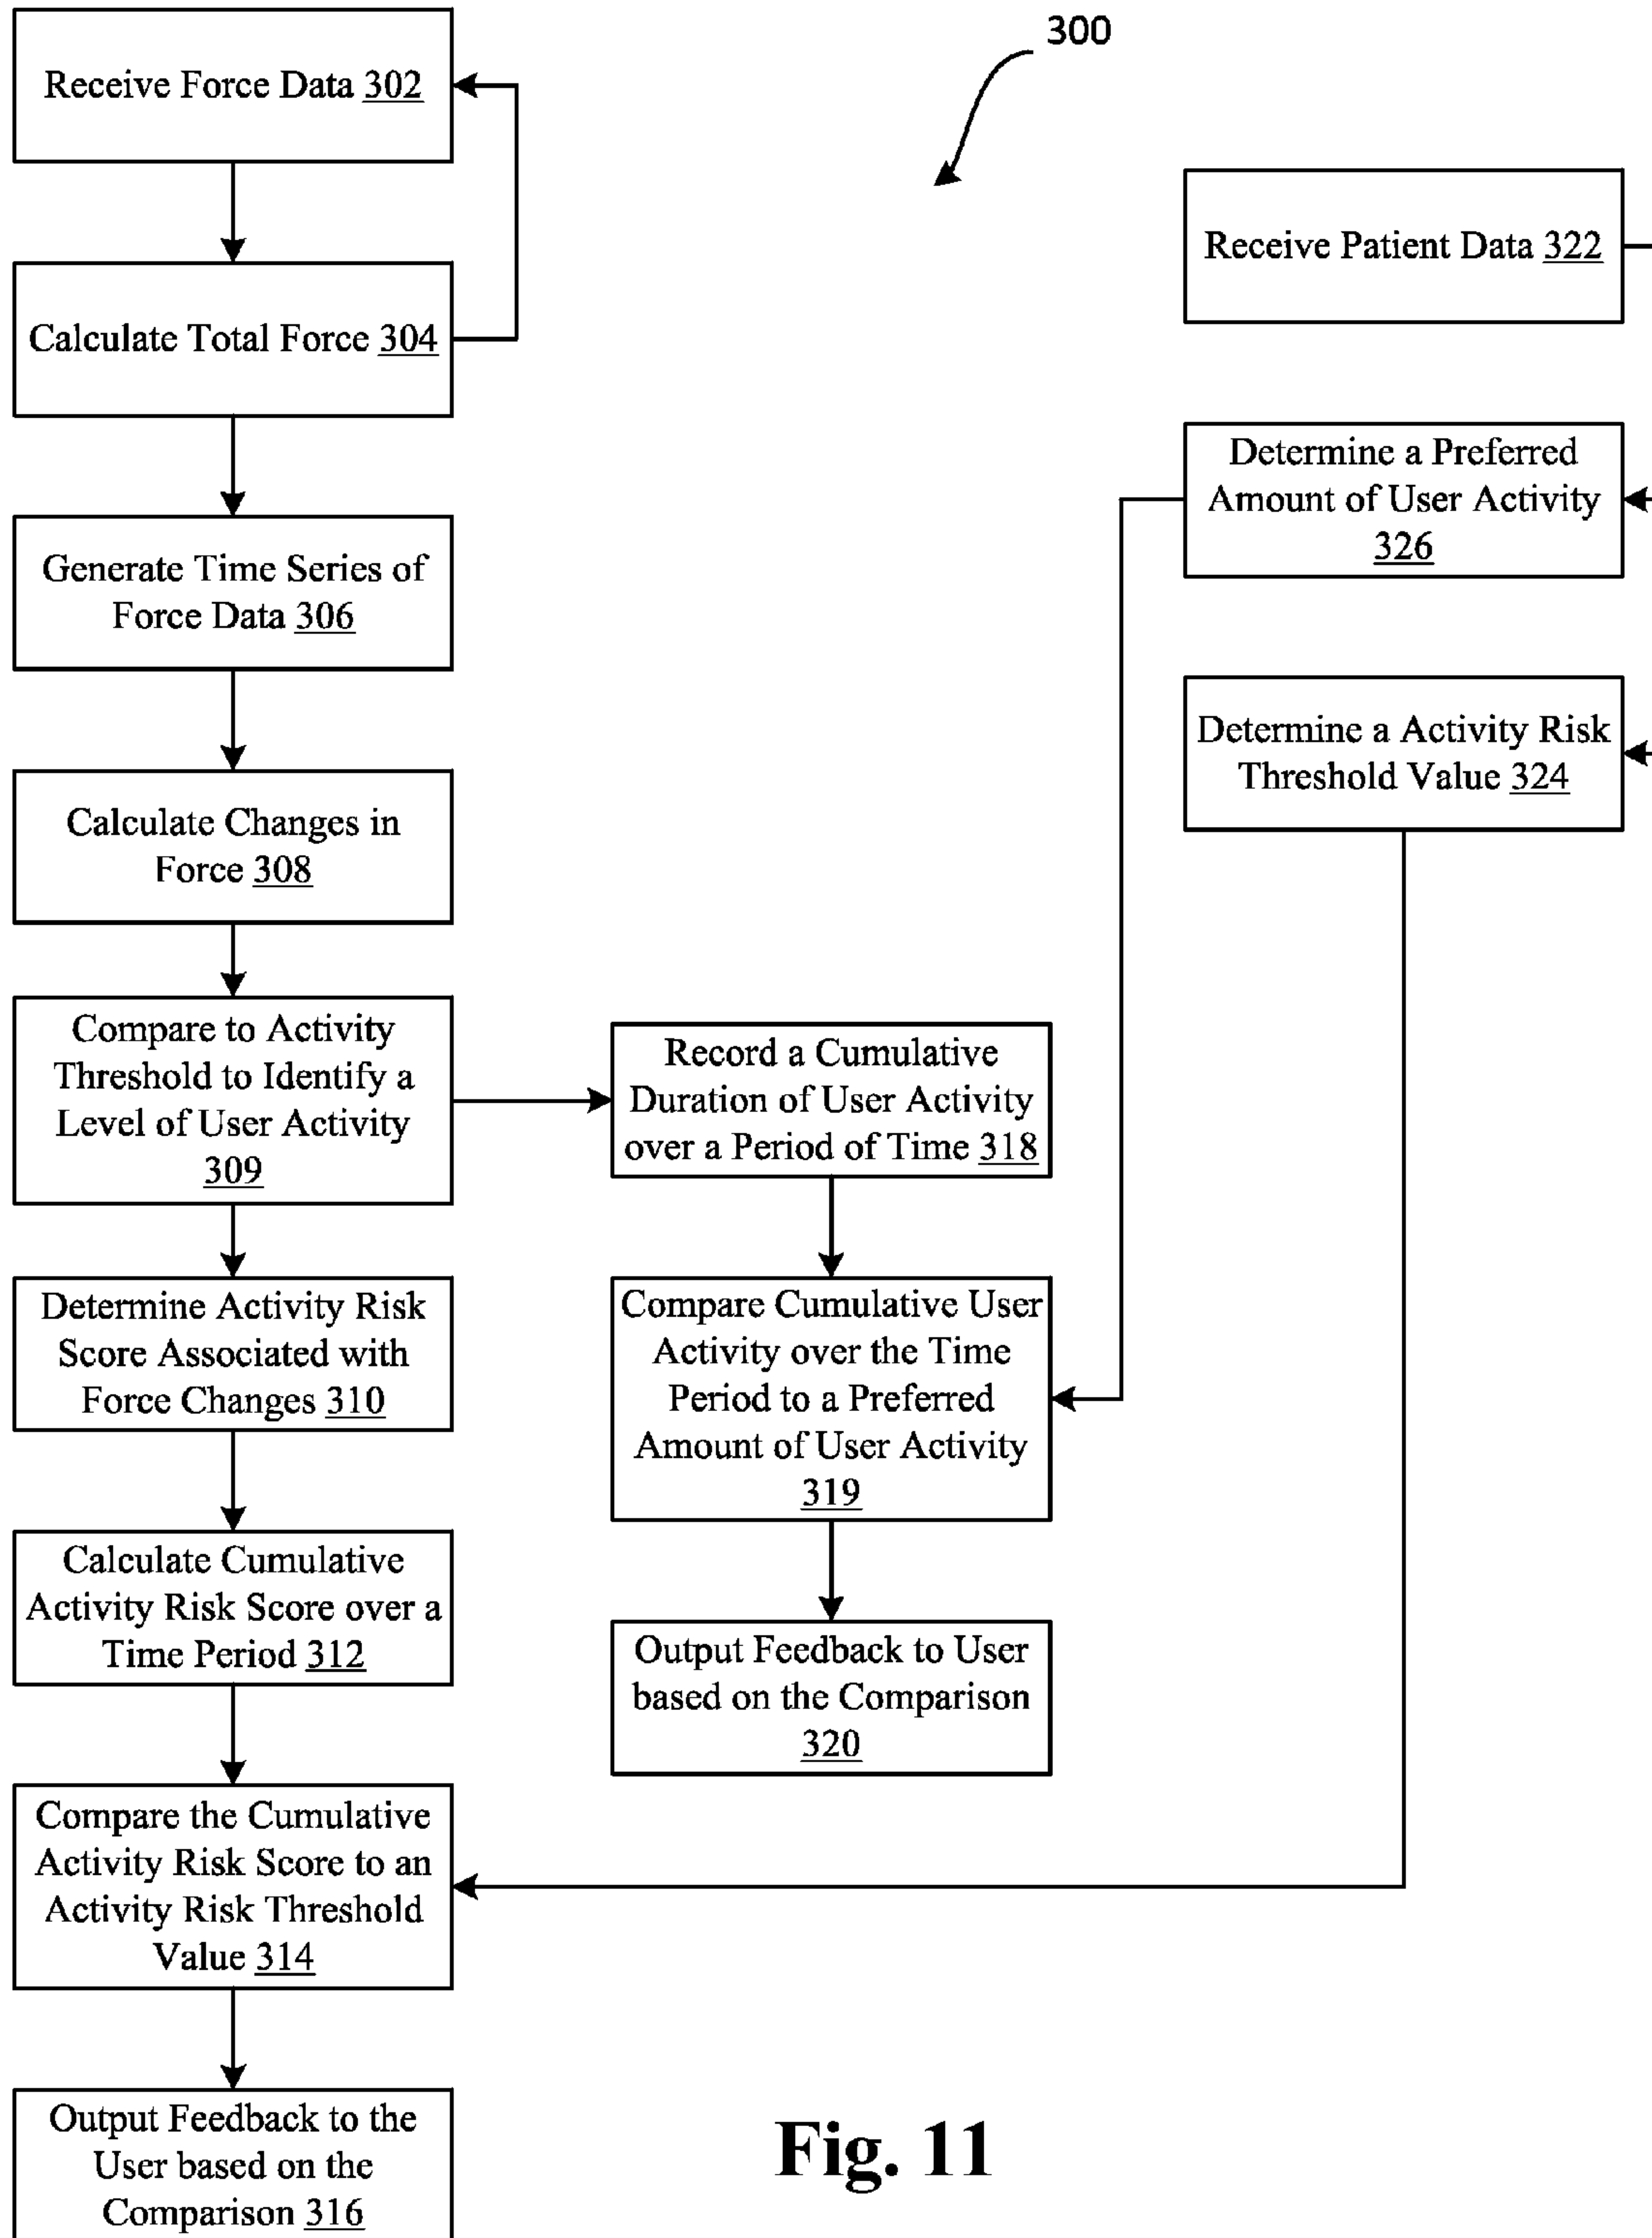 300
Receive Force Data 302
Calculate Total Force 304
Generate Time Series of
Force Data 306
Calculate Changes in
Force 308
Compare to Activity
Threshold to Identify a
Level of User Activity
309
Determine Activity Risk
Score Associated with
Force Changes 310
Calculate Cumulative
Activity Risk Score over a
Time Period 312
Compare the Cumulative
Activity Risk Score to an
Activity Risk Threshold
Value 314
Output Feedback to the
User based on the
Comparison 316
Record a Cumulative
Duration of User Activity
over a Period of Time 318
Compare Cumulative User
Activity over the Time
Period to a Preferred
Amount of User Activity
319
Output Feedback to User
based on the Comparison
320
Receive Patient Data 322
Determine a Preferred
Amount of User Activity
326
Determine a Activity Risk
Threshold Value 324
Fig. 11